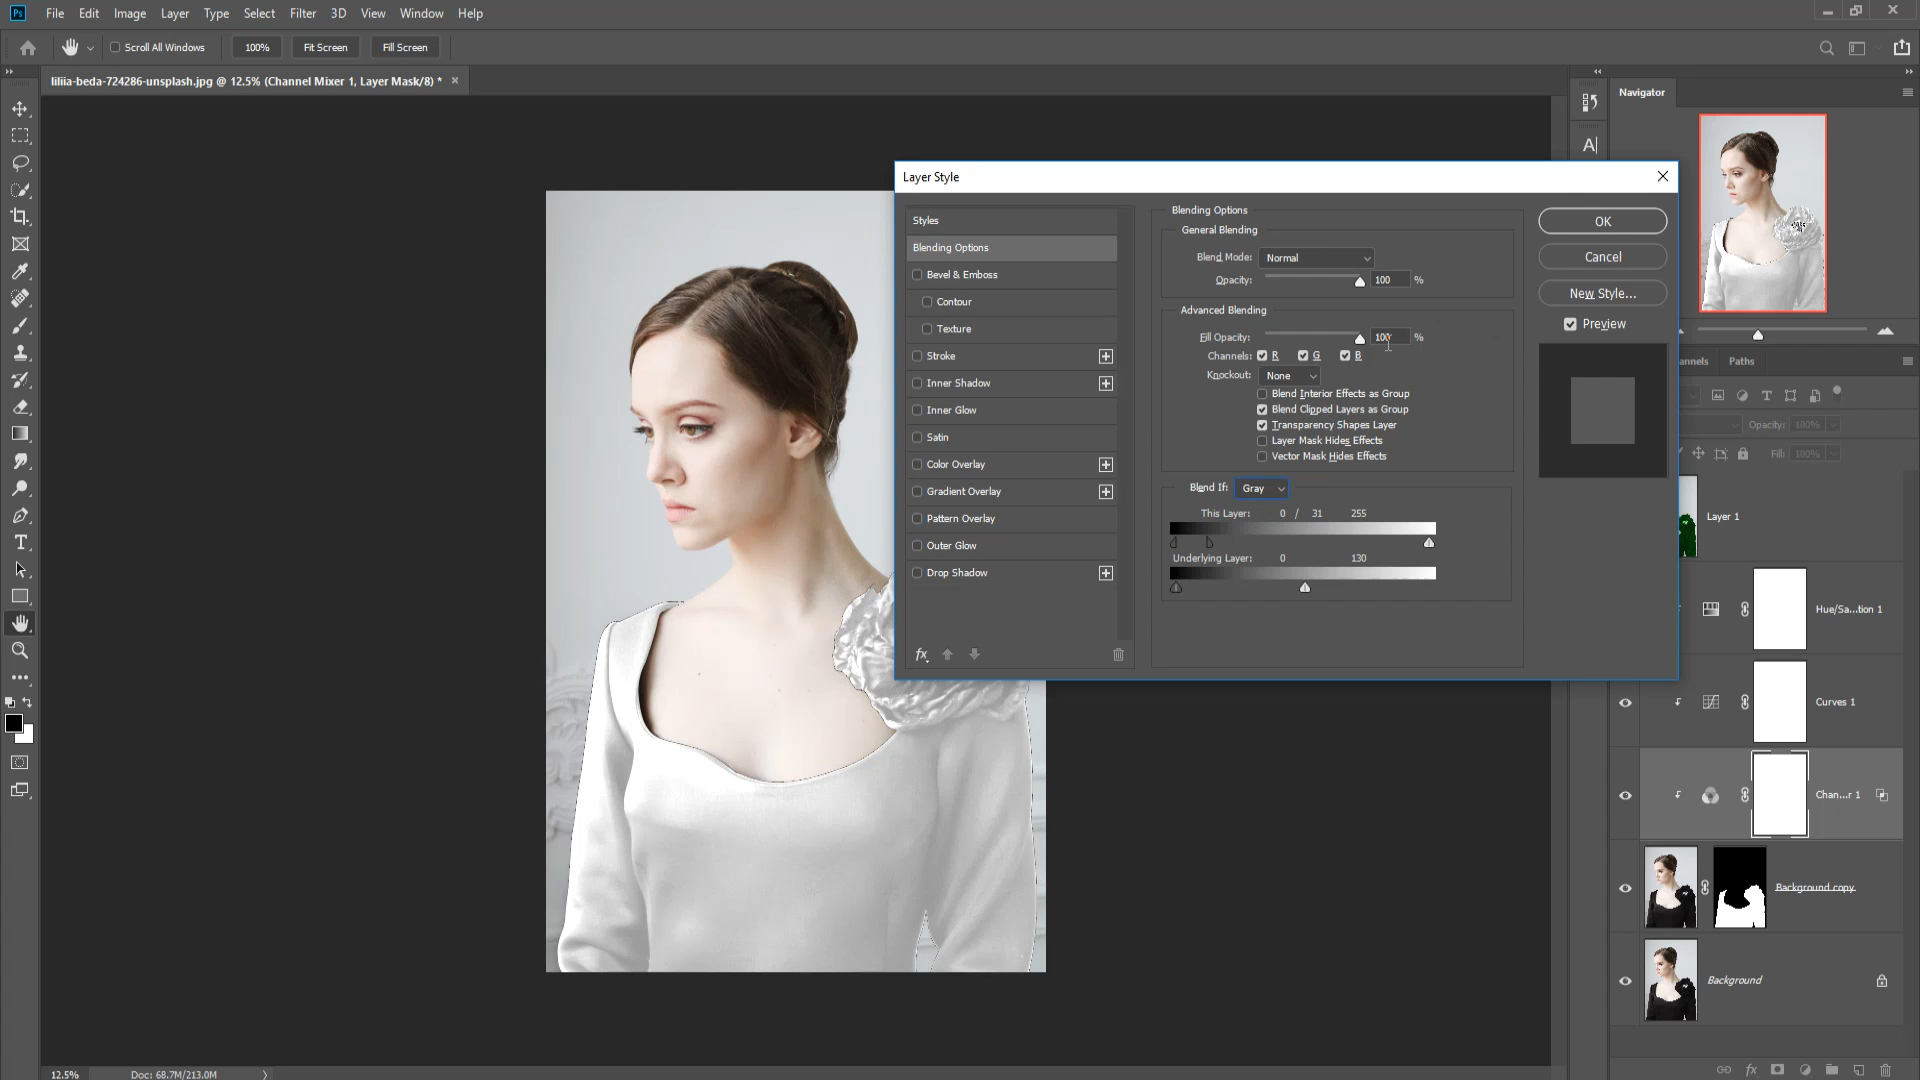 Ps File Edit Image Layer Type Select Filter 3D View Window Help
Scroll All Windows 100% Fit Screen Fill Screen
liliia-beda-724286-unsplash.jpg @ 12.5% (Channel Mixer 1, Layer Mask/8) * ×
Navigator
A|
Layer Style
Styles
Blending Options
Bevel & Emboss
Contour
Texture
Stroke
Inner Shadow
Inner Glow
Satin
Color Overlay
Gradient Overlay
Pattern Overlay
Outer Glow
Drop Shadow
fx
Blending Options
General Blending
Blend Mode: Normal
Opacity: 100 %
Advanced Blending
Fill Opacity: 100 %
Channels: R G B
Knockout: None
Blend Interior Effects as Group
Blend Clipped Layers as Group
Transparency Shapes Layer
Layer Mask Hides Effects
Vector Mask Hides Effects
Blend If: Gray
This Layer: 0 / 31 255
Underlying Layer: 0 130
OK
Cancel
New Style...
Preview
annels Paths
Opacity: 100%
Fill: 100%
Layer 1
Hue/Sa...tion 1
Curves 1
Chan...r 1
Background copy
Background
fx
12.5% Doc: 68.7M/213.0M